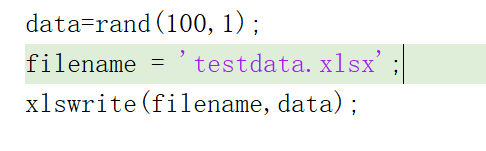 data=rand(100,1);
filename = 'testdata.xlsx';
xlswrite(filename,data);